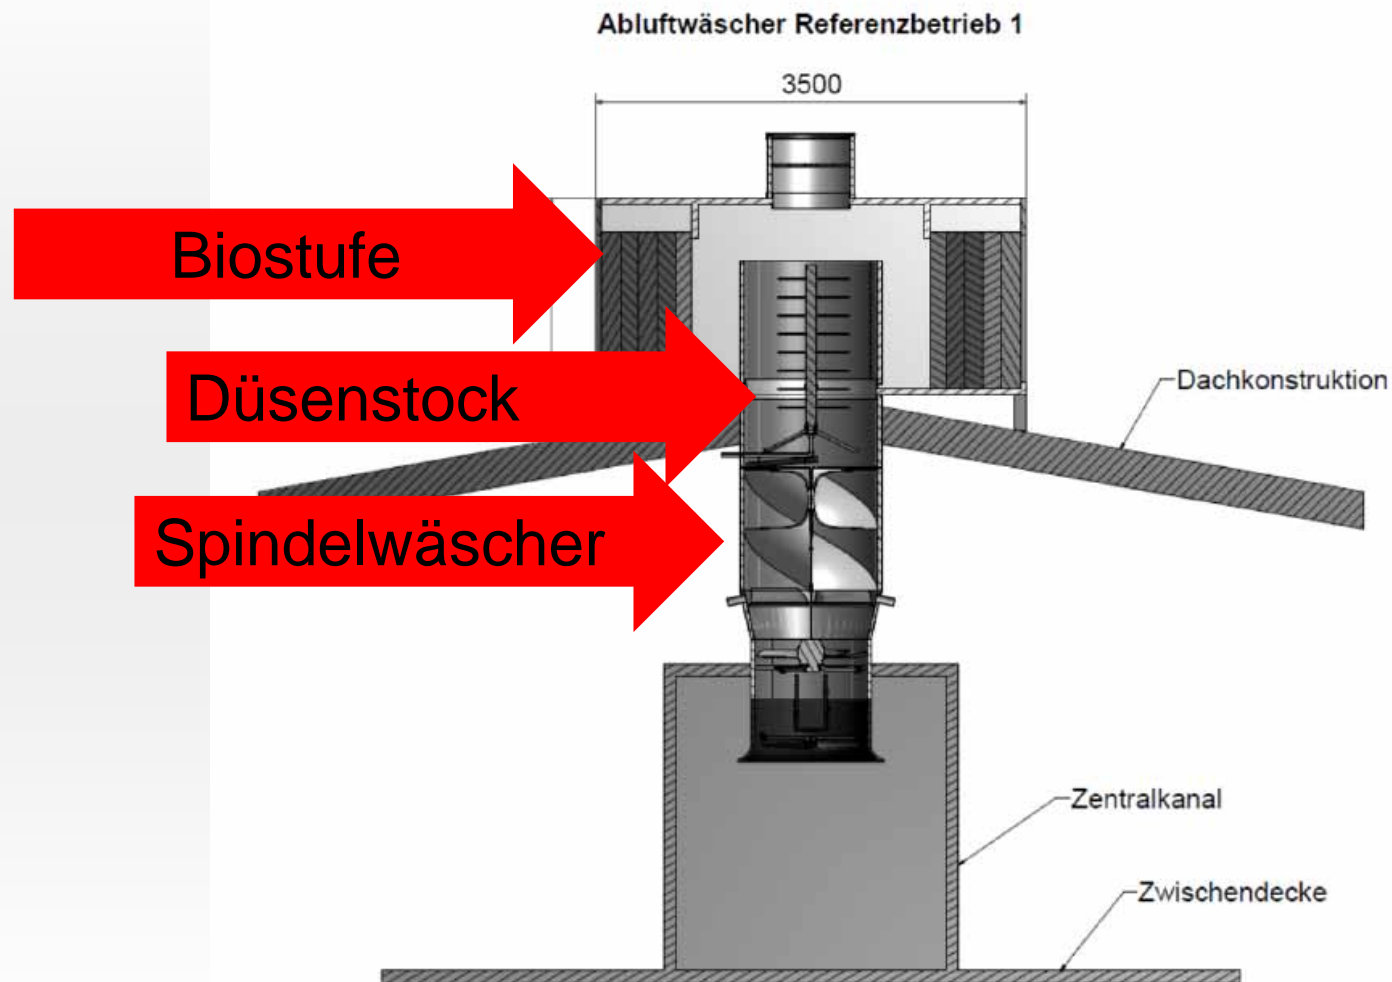 Abluftwäscher Referenzbetrieb 1
3500
Biostufe
Düsenstock
Dachkonstruktion
Spindelwäscher
Zentralkanal
Zwischendecke